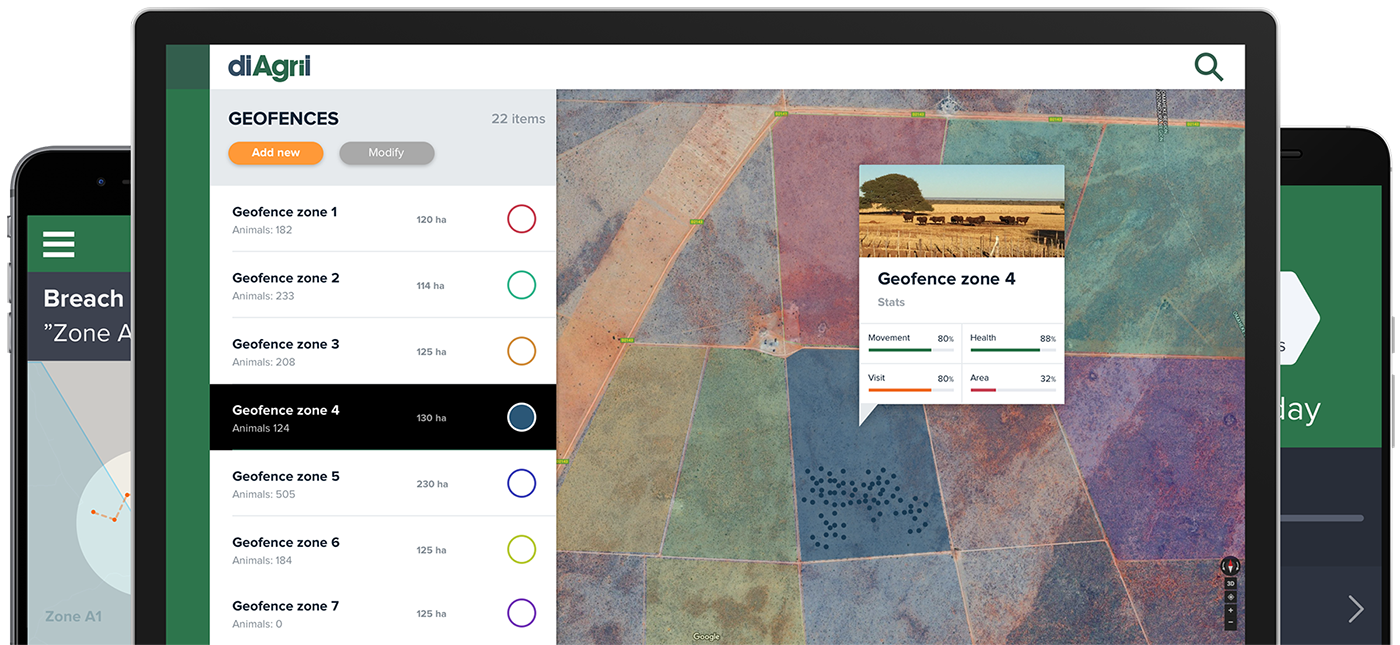 diAgrii
GEOFENCES
22 items
Add new
Modify
Geofence zone 1
Animals: 182
120 ha
Geofence zone 2
Animals: 233
114 ha
Geofence zone 3
Animals: 208
125 ha
Geofence zone 4
Animals 124
130 ha
Geofence zone 5
Animals: 505
230 ha
Geofence zone 6
Animals: 184
125 ha
Geofence zone 7
Animals: 0
125 ha
Geofence zone 4
Stats
Movement 80%
Health 88%
Visit 80%
Area 32%
Google
3D
Breach
”Zone A
Zone A1
s
day